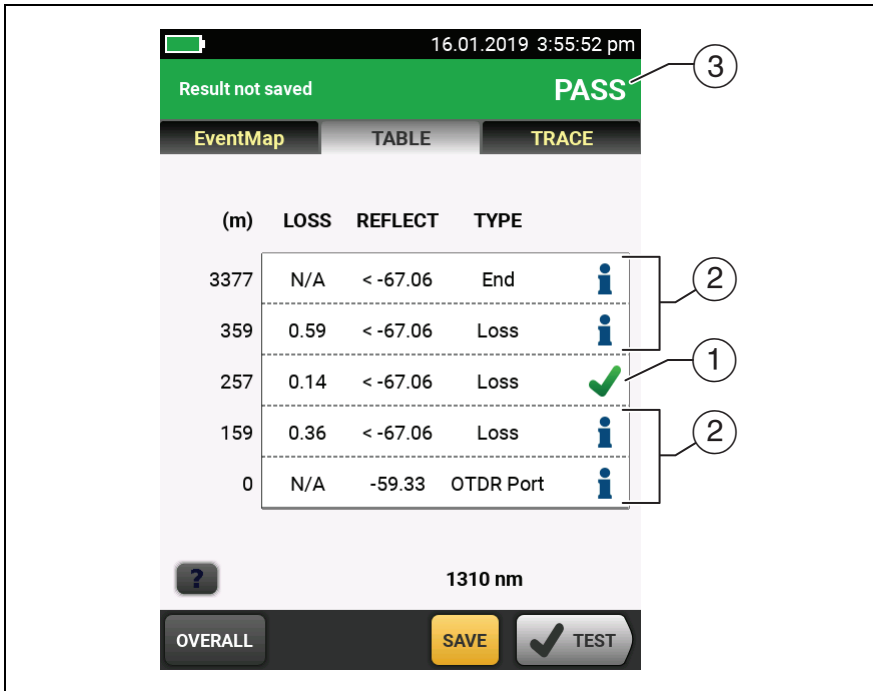 16.01.2019 3:55:52 pm
Result not saved PASS
3
EventMap TABLE TRACE
(m) LOSS REFLECT TYPE
3377 N/A < -67.06 End
2
359 0.59 < -67.06 Loss
1
257 0.14 < -67.06 Loss
159 0.36 < -67.06 Loss
2
0 N/A -59.33 OTDR Port
? 1310 nm
OVERALL SAVE TEST